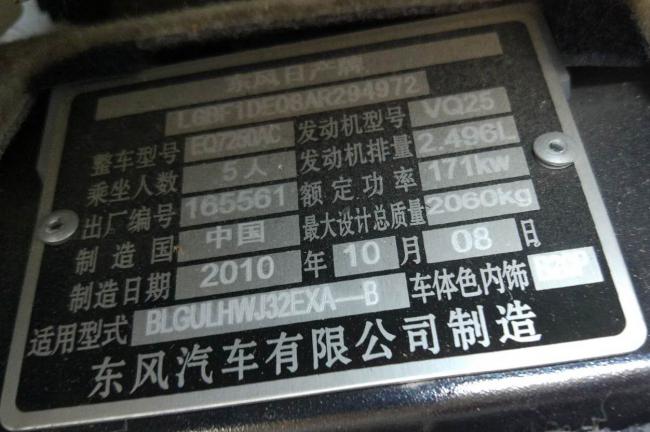 东风日产牌
LGBF1DE08AR294972
整车型号 EQ7250AC 发动机型号 VQ25
乘坐人数 5人 发动机排量 2.496L
出厂编号 165561 额定功率 171kw
制造国 中国 最大设计总质量 2060kg
制造日期 2010 年 10 月 08 日
适用型式 BLGULHWJ32EXA—B 车体色内饰
东风汽车有限公司制造